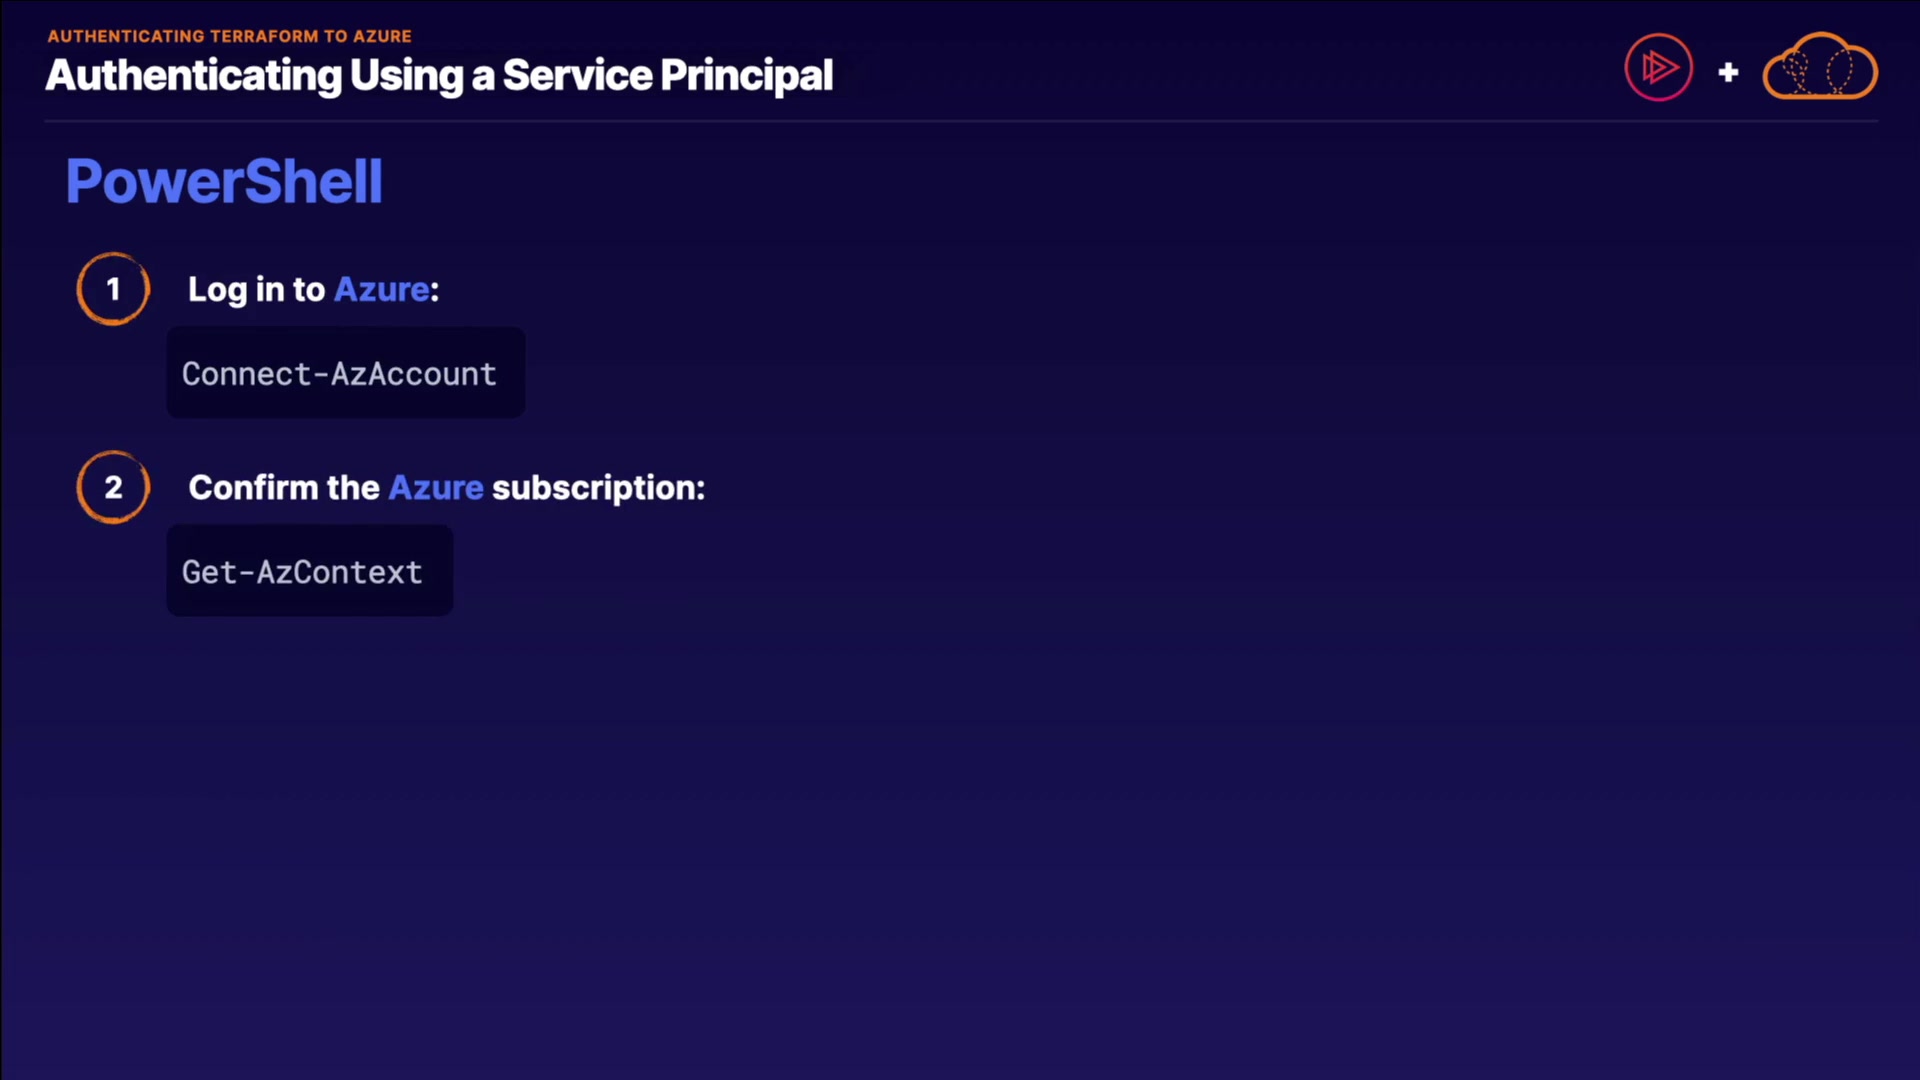 AUTHENTICATING TERRAFORM TO AZURE
Authenticating Using a Service Principal
+
PowerShell
1 Log in to Azure:
Connect-AzAccount
2 Confirm the Azure subscription:
Get-AzContext